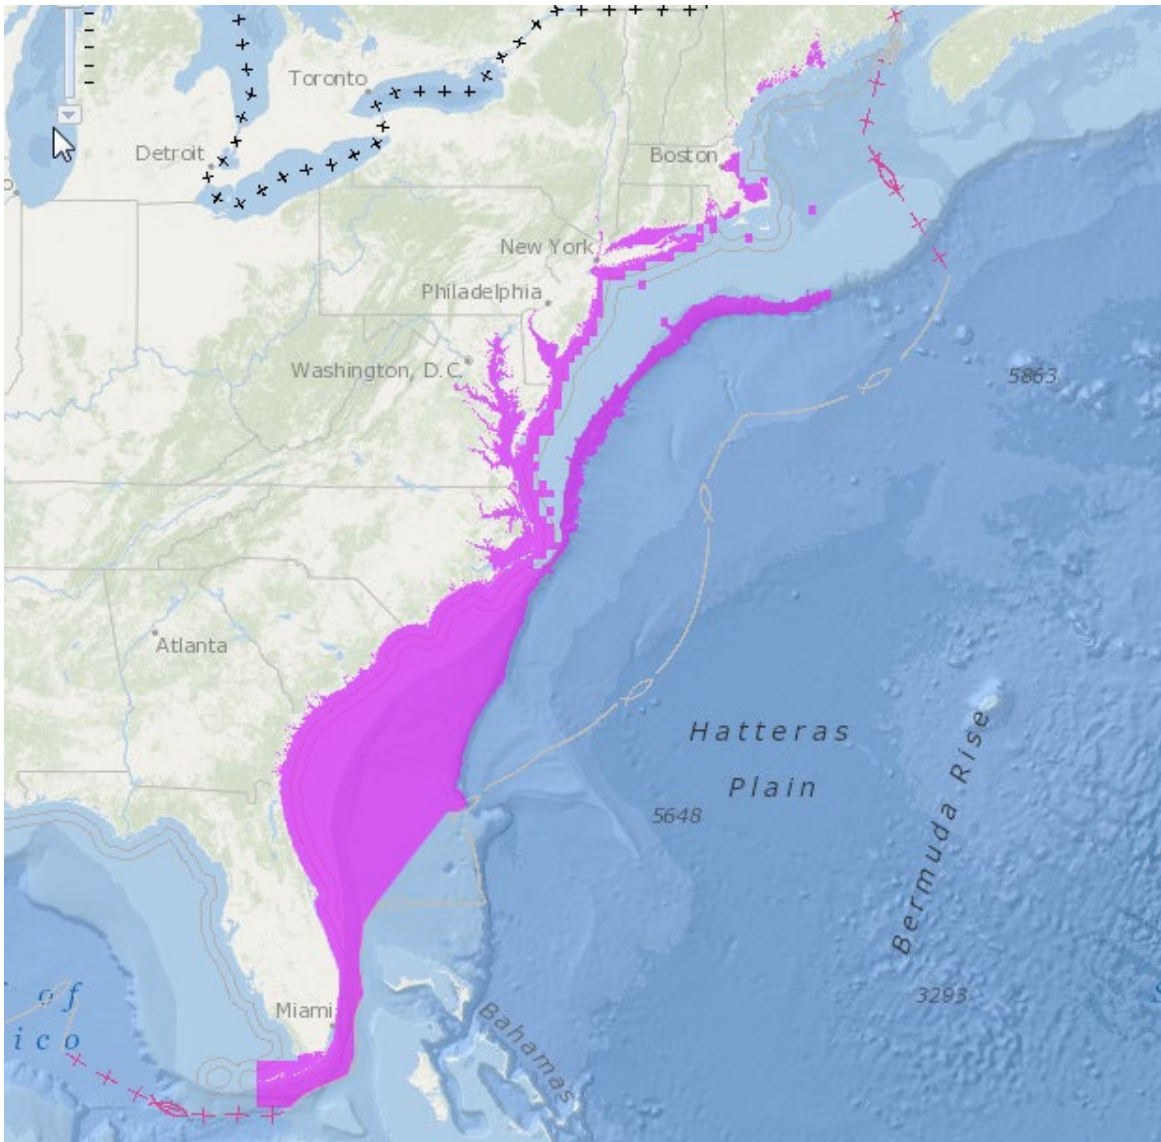 Toronto
Detroit
Boston
New York
Philadelphia
Washington, D.C.
5863
Atlanta
Hatteras
Plain
5648
Bermuda Rise
of
ico
Miami
3293
Bahamas